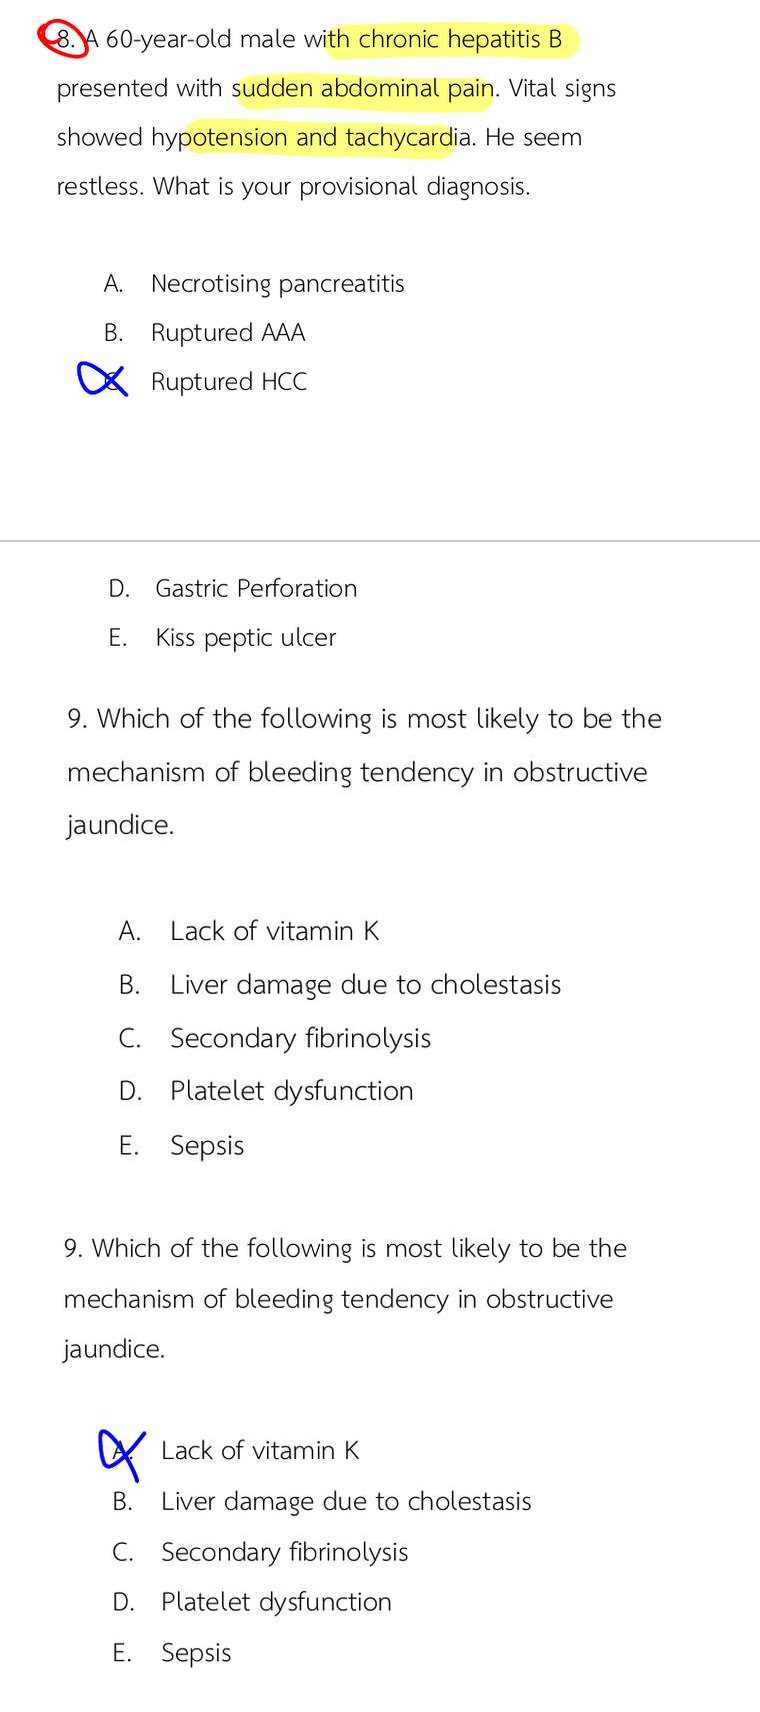 8. A 60-year-old male with chronic hepatitis B
presented with sudden abdominal pain. Vital signs
showed hypotension and tachycardia. He seem
restless. What is your provisional diagnosis.
A. Necrotising pancreatitis
B. Ruptured AAA
C. Ruptured HCC
D. Gastric Perforation
E. Kiss peptic ulcer
9. Which of the following is most likely to be the
mechanism of bleeding tendency in obstructive
jaundice.
A. Lack of vitamin K
B. Liver damage due to cholestasis
C. Secondary fibrinolysis
D. Platelet dysfunction
E. Sepsis
9. Which of the following is most likely to be the
mechanism of bleeding tendency in obstructive
jaundice.
A. Lack of vitamin K
B. Liver damage due to cholestasis
C. Secondary fibrinolysis
D. Platelet dysfunction
E. Sepsis